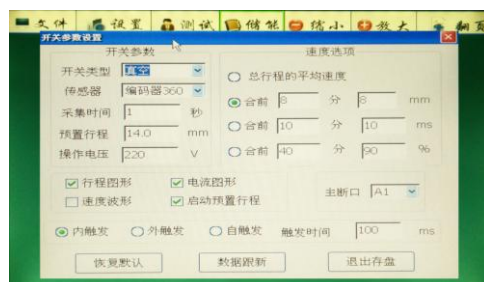 文件 设置 测试 储能 缩小 放大 翻页
开关参数设置
开关参数
开关类型 真空
传感器 编码器360
采集时间 1 秒
预置行程 14.0 mm
操作电压 220 V
速度选项
总行程的平均速度
合前 8 分 8 mm
合前 10 分 10 ms
合前 40 分 90 %
行程图形 电流图形
速度波形 启动预置行程
主断口 A1
内触发 外触发 自触发 触发时间 100 ms
恢复默认 数据跟新 退出存盘